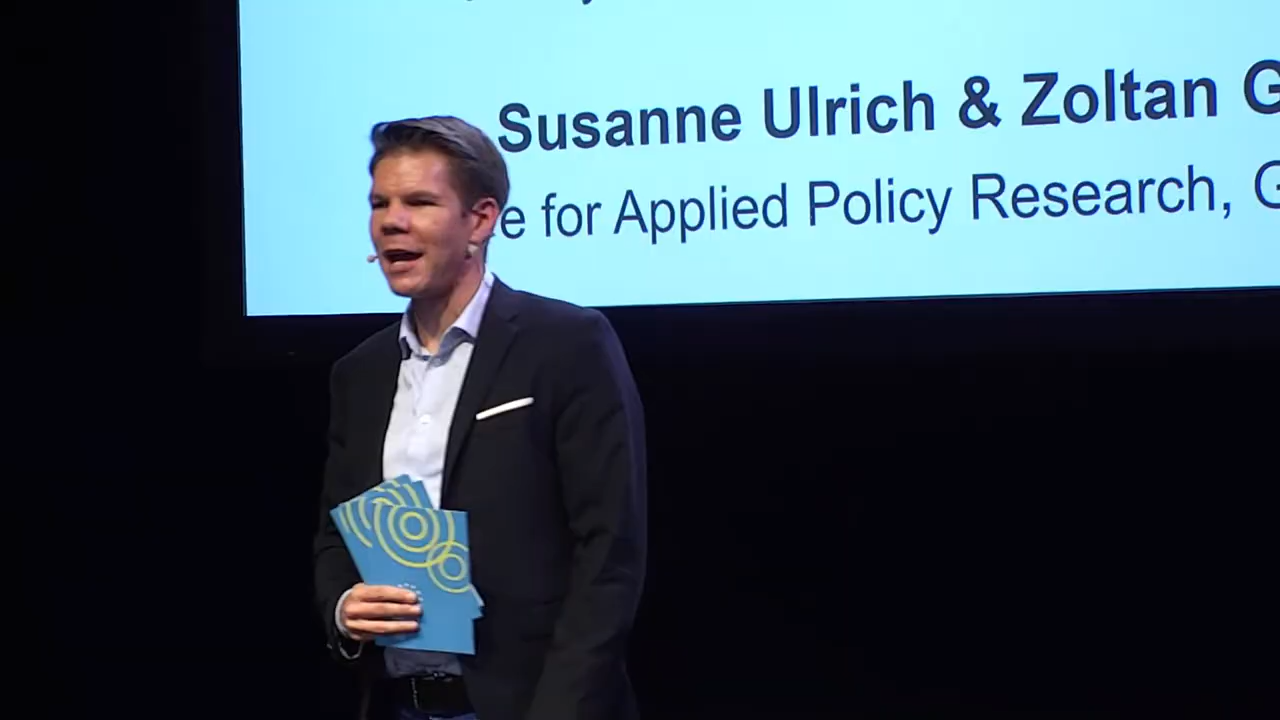 Susanne Ulrich & Zoltan G
e for Applied Policy Research, G